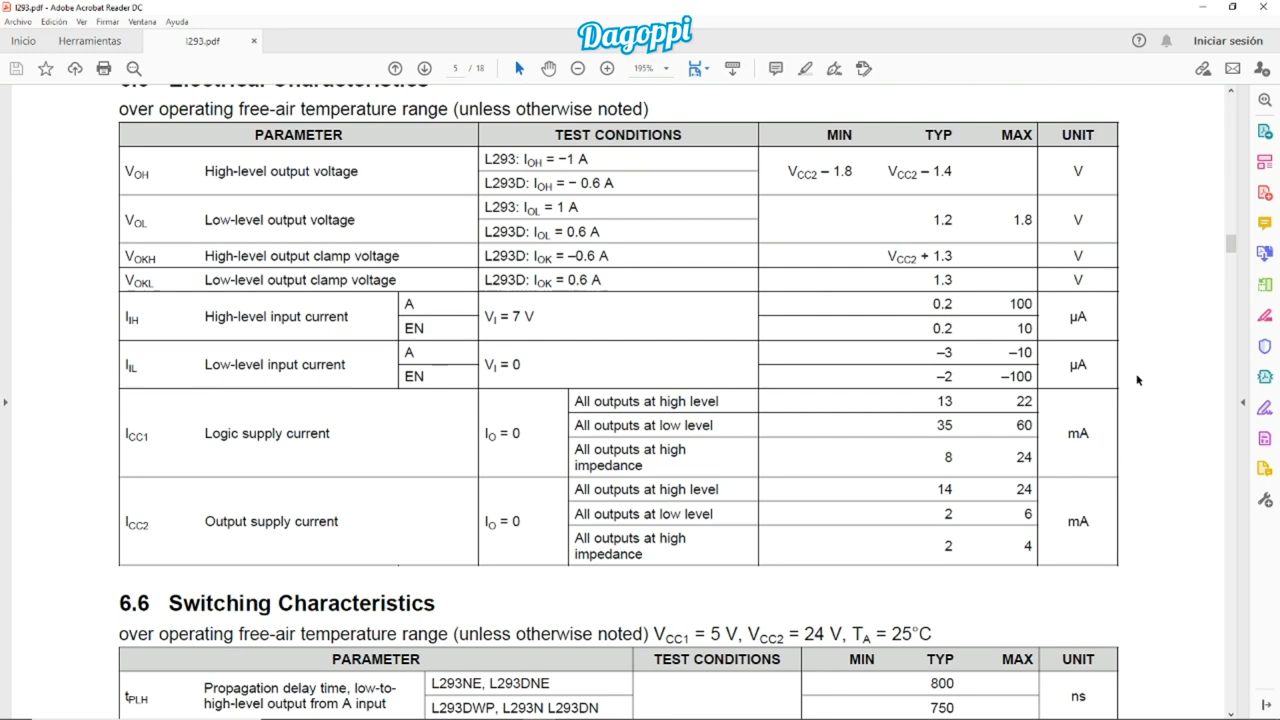 l293.pdf - Adobe Acrobat Reader DC
Archivo Edición Ver Firmar Ventana Ayuda
Dagoppi
Inicio Herramientas l293.pdf × Iniciar sesión
5 / 18 195%
over operating free-air temperature range (unless otherwise noted)
PARAMETER TEST CONDITIONS MIN TYP MAX UNIT
VOH High-level output voltage L293: IOH = −1 A VCC2 − 1.8 VCC2 − 1.4 V
L293D: IOH = − 0.6 A
VOL Low-level output voltage L293: IOL = 1 A 1.2 1.8 V
L293D: IOL = 0.6 A
VOKH High-level output clamp voltage L293D: IOK = –0.6 A VCC2 + 1.3 V
VOKL Low-level output clamp voltage L293D: IOK = 0.6 A 1.3 V
IIH High-level input current A VI = 7 V 0.2 100 µA
EN 0.2 10
IIL Low-level input current A VI = 0 –3 –10 µA
EN –2 –100
ICC1 Logic supply current IO = 0 All outputs at high level 13 22 mA
All outputs at low level 35 60
All outputs at high impedance 8 24
ICC2 Output supply current IO = 0 All outputs at high level 14 24 mA
All outputs at low level 2 6
All outputs at high impedance 2 4
6.6 Switching Characteristics
over operating free-air temperature range (unless otherwise noted) VCC1 = 5 V, VCC2 = 24 V, TA = 25°C
PARAMETER TEST CONDITIONS MIN TYP MAX UNIT
tPLH Propagation delay time, low-to-high-level output from A input L293NE, L293DNE 800 ns
L293DWP, L293N L293DN 750